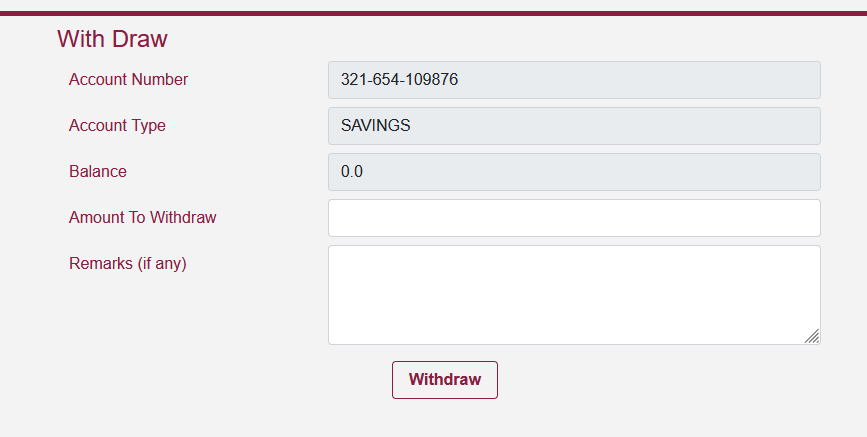 With Draw
Account Number 321-654-109876
Account Type SAVINGS
Balance 0.0
Amount To Withdraw
Remarks (if any)
Withdraw